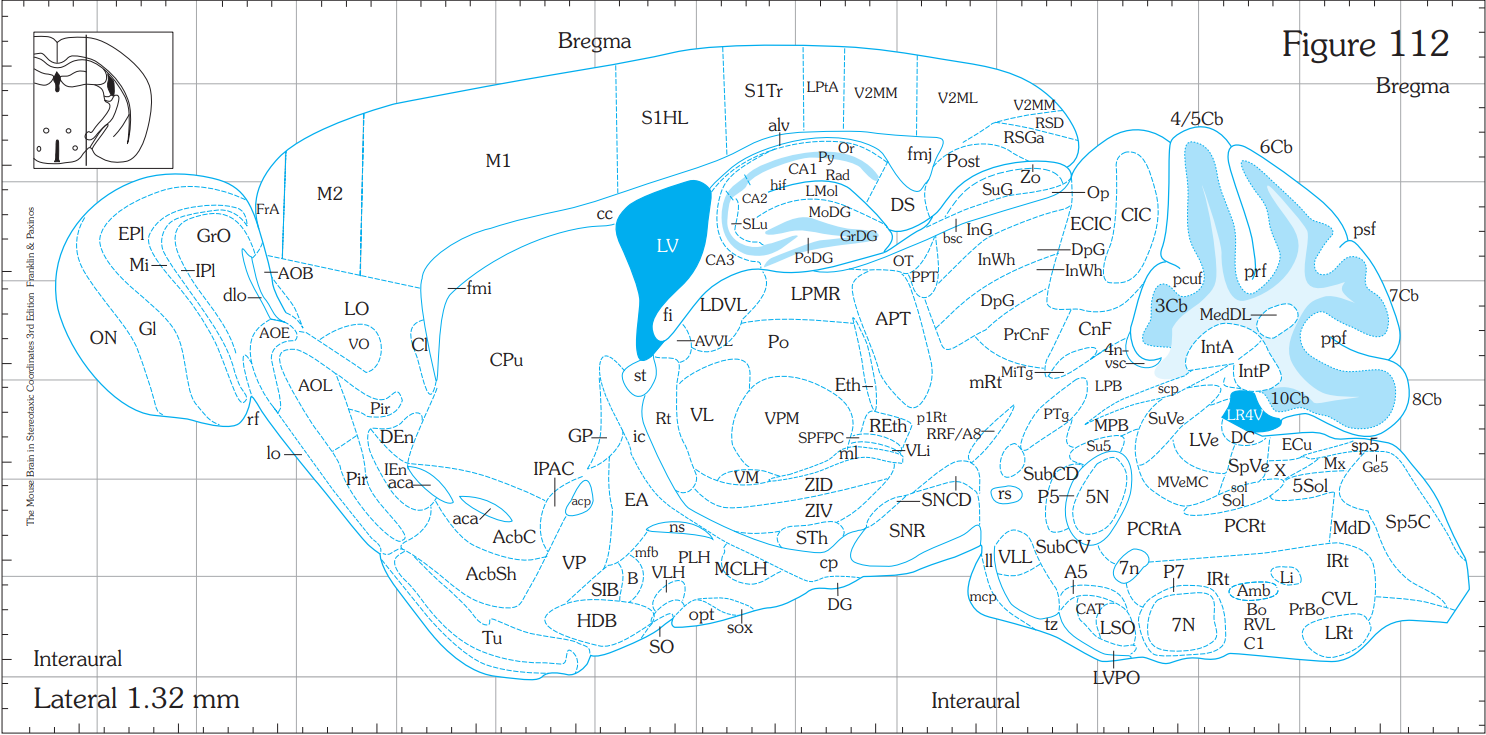 Figure 112
Bregma
Bregma
S1HL
S1Tr
LPtA
V2MM
V2ML
V2MM
RSD
RSGa
4/5Cb
6Cb
alv
Or
Py
fmj
Post
M1
M2
CA1
Rad
hif
LMol
Zo
SuG
Op
CA2
MoDG
DS
FrA
cc
SLu
GrDG
bsc
InG
ECIC
CIC
psf
EPl
GrO
LV
CA3
PoDG
OT
PPT
InWh
DpG
InWh
Mi
IPl
AOB
fmi
pcuf
prf
dlo
LO
LDVL
LPMR
DpG
3Cb
7Cb
ON
Gl
AOE
VO
Cl
fi
AVVL
Po
APT
PrCnF
CnF
MedDL
ppf
CPu
4n-
vsc
IntA
AOL
st
Eth
mRt
MiTg
LPB
scp
IntP
rf
Pir
Rt
VL
VPM
REth
p1Rt
RRF/A8
PTg
MPB
SuVe
LR4V
10Cb
8Cb
lo
DEn
GP
ic
SPFPC
ml
VLi
Su5
LVe
DC
ECu
sp5
Pir
IEn
aca
IPAC
VM
ZID
SubCD
SpVe
X
Mx
Ge5
acp
EA
SNCD
rs
P5
5N
MVeMC
sol
Sol
5Sol
aca
ZIV
AcbC
ns
STh
SNR
PCRtA
PCRt
MdD
Sp5C
AcbSh
VP
mfb
PLH
MCLH
cp
ll
VLL
SubCV
7n
P7
IRt
IRt
SIB
B
VLH
A5
Amb
Li
HDB
opt
sox
DG
mcp
CAT
Bo
PrBo
CVL
Tu
SO
tz
LSO
7N
RVL
LRt
C1
LVPO
Interaural
Lateral 1.32 mm
Interaural
The Mouse Brain in Stereotaxic Coordinates 3rd Edition Franklin & Paxinos